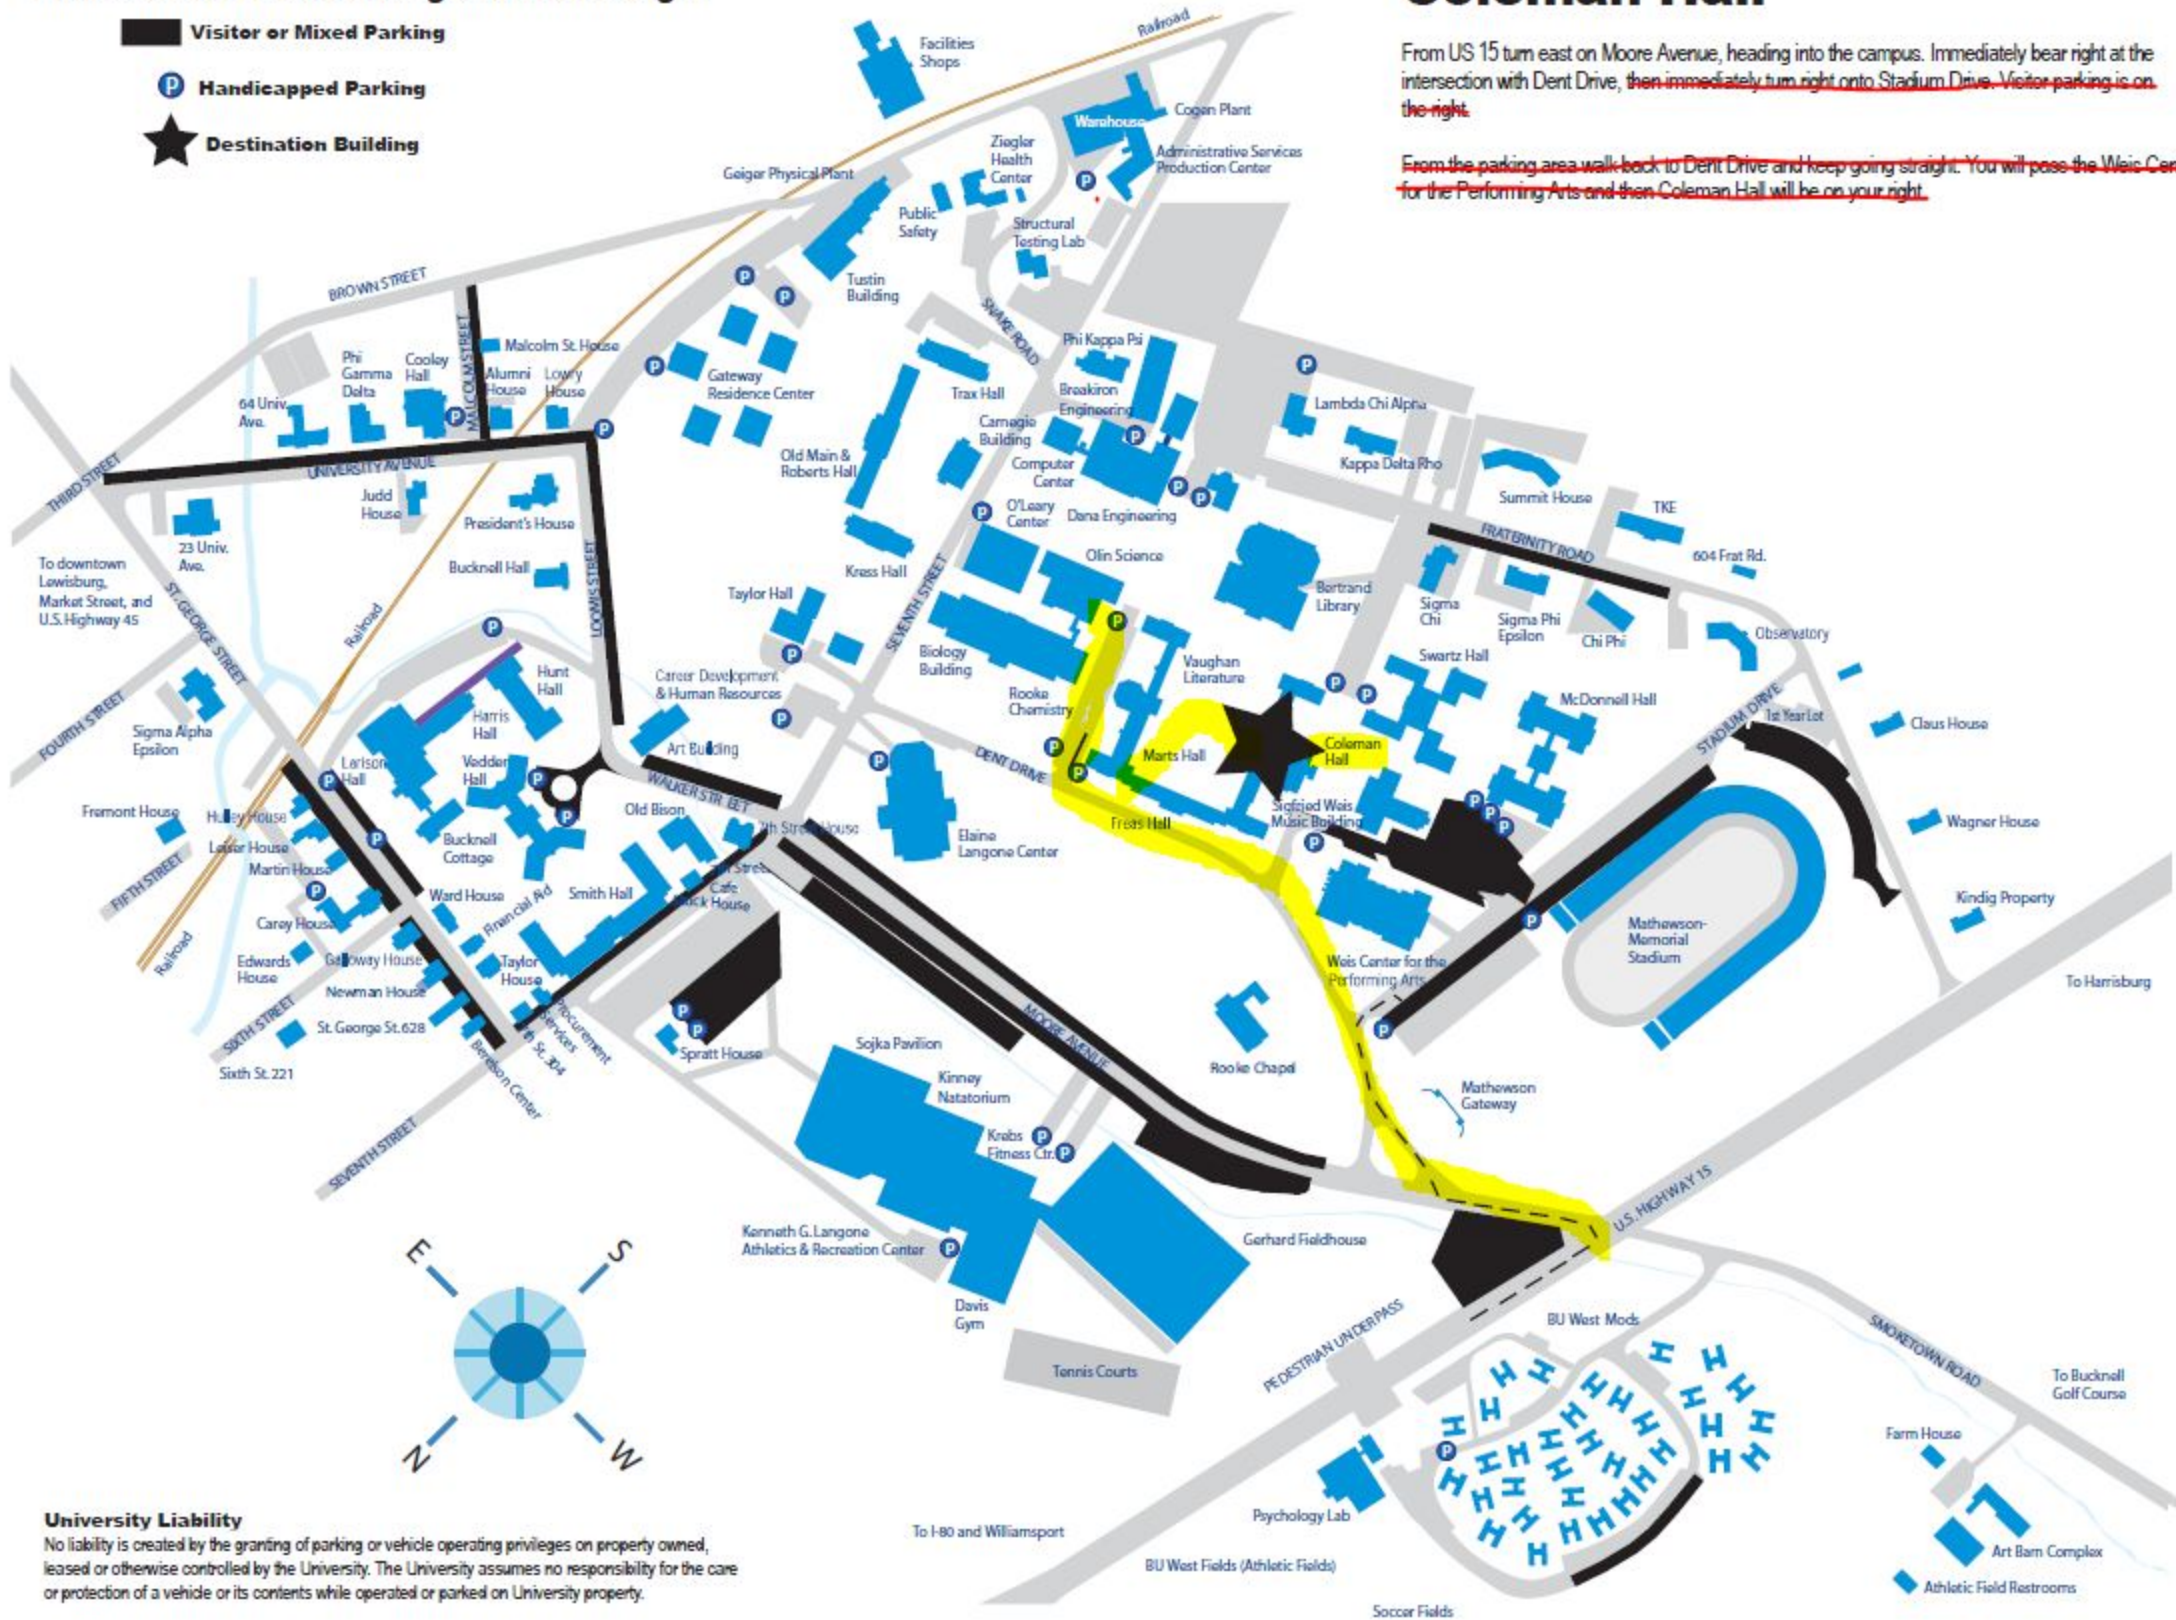 Coleman Hall
Visitor or Mixed Parking
Handicapped Parking
Destination Building
From US 15 turn east on Moore Avenue, heading into the campus. Immediately bear right at the
intersection with Dent Drive, then immediately turn right onto Stadium Drive. Visitor parking is on
the right.
From the parking area walk back to Dent Drive and keep going straight. You will pass the Weis Cen
for the Performing Arts and then Coleman Hall will be on your right.
Railroad
Facilities
Shops
Warehouse
Cogen Plant
Administrative Services
Production Center
Ziegler
Health
Center
Geiger Physical Plant
Public
Safety
Structural
Testing Lab
Tustin
Building
SNAKE ROAD
BROWN STREET
MALCOLM STREET
Malcolm St. House
Phi
Gamma
Delta
Cooley
Hall
Alumni
House
Lowry
House
64 Univ.
Ave.
Gateway
Residence Center
Trax Hall
Phi Kappa Psi
Breakiron
Engineering
Carnegie
Building
Computer
Center
Lambda Chi Alpha
Kappa Delta Rho
Old Main &
Roberts Hall
O'Leary
Center
Dana Engineering
Summit House
TKE
THIRD STREET
UNIVERSITY AVENUE
Judd
House
President's House
23 Univ.
Ave.
Bucknell Hall
LOOMIS STREET
Kress Hall
Olin Science
FRATERNITY ROAD
604 Frat Rd.
To downtown
Lewisburg,
Market Street, and
U.S. Highway 45
ST. GEORGE STREET
Railroad
Taylor Hall
SEVENTH STREET
Bertrand
Library
Sigma
Chi
Sigma Phi
Epsilon
Chi Phi
Observatory
Biology
Building
Vaughan
Literature
Swartz Hall
McDonnell Hall
Hunt
Hall
Career Development
& Human Resources
Rooke
Chemistry
STADIUM DRIVE
1st Year Lot
Claus House
FOURTH STREET
Sigma Alpha
Epsilon
Harris
Hall
Art Building
DENT DRIVE
Marts Hall
Coleman
Hall
Larison
Hall
Vedder
Hall
WALKER STREET
Old Bison
7th Street House
Sigfried Weis
Music Building
Freas Hall
Fremont House
Leiser House
Martin House
Bucknell
Cottage
Elaine
Langone Center
Wagner House
FIFTH STREET
Ward House
Financial Aid
Smith Hall
Street
Cafe
House
Kindig Property
Carey House
Mathewson-
Memorial
Stadium
Railroad
Edwards
House
Galloway House
Taylor
House
Weis Center for the
Performing Arts
To Harrisburg
Newman House
SIXTH STREET
St. George St. 628
Procurement
Services
7th St. 304
Berelson Center
Sixth St. 221
Spratt House
MOORE AVENUE
Sojka Pavilion
Kinney
Natatorium
Rooke Chapel
Mathewson
Gateway
Krebs
Fitness Ctr.
SEVENTH STREET
U.S. HIGHWAY 15
Kenneth G. Langone
Athletics & Recreation Center
Gerhard Fieldhouse
Davis
Gym
Tennis Courts
PEDESTRIAN UNDERPASS
BU West Mods
SMOKETOWN ROAD
To Bucknell
Golf Course
Farm House
E
S
N
W
Psychology Lab
To I-80 and Williamsport
BU West Fields (Athletic Fields)
Soccer Fields
Art Barn Complex
Athletic Field Restrooms
University Liability
No liability is created by the granting of parking or vehicle operating privileges on property owned,
leased or otherwise controlled by the University. The University assumes no responsibility for the care
or protection of a vehicle or its contents while operated or parked on University property.